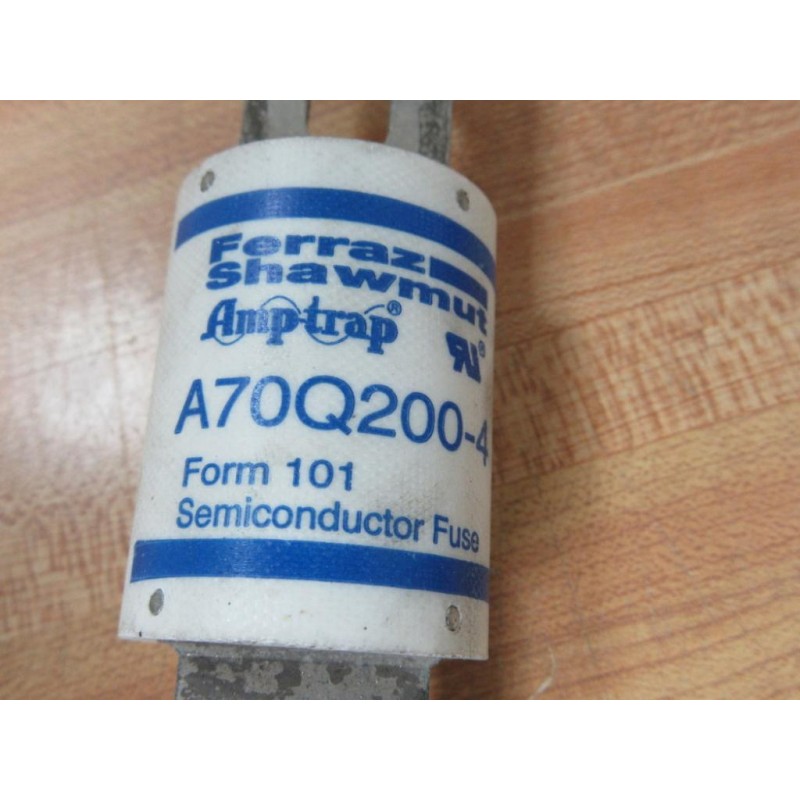 Ferraz
Shawmut
Amp-trap®
A70Q200-4
Form 101
Semiconductor Fuse